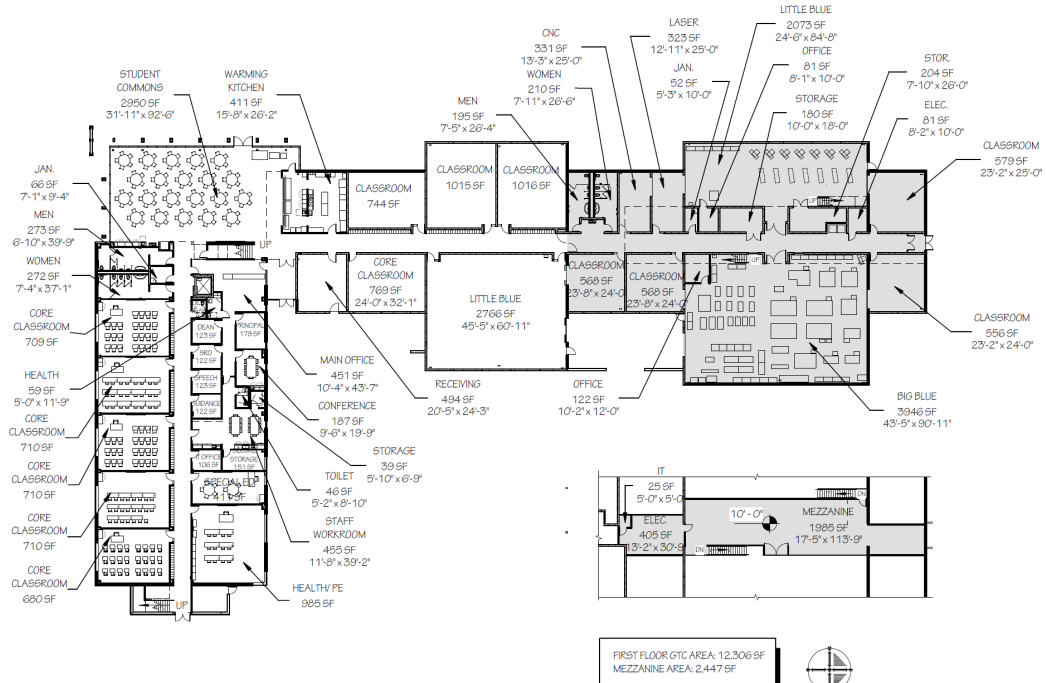 LITTLE BLUE
2073 SF
24'-6" x 84'-8"
LASER
323 SF
12'-11" x 25'-0"
CNC
331 SF
13'-3" x 25'-0"
OFFICE
81 SF
8'-1" x 10'-0"
STOR.
204 SF
7'-10" x 26'-0"
STUDENT
COMMONS
2950 SF
31'-11" x 92'-6"
WARMING
KITCHEN
411 SF
15'-8" x 26'-2"
WOMEN
210 SF
7'-11" x 26'-6"
JAN.
52 SF
5'-3" x 10'-0"
MEN
195 SF
7'-5" x 26'-4"
STORAGE
180 SF
10'-0" x 18'-0"
ELEC.
81 SF
8'-2" x 10'-0"
CLASSROOM
579 SF
23'-2" x 25'-0"
JAN.
66 SF
7'-1" x 9'-4"
CLASSROOM
744 SF
CLASSROOM
1015 SF
CLASSROOM
1016 SF
UP
MEN
273 SF
6'-10" x 39'-9"
WOMEN
272 SF
7'-4" x 37'-1"
UP
UP
CORE
CLASSROOM
769 SF
24'-0" x 32'-1"
LITTLE BLUE
2766 SF
45'-5" x 60'-11"
CLASSROOM
568 SF
23'-8" x 24'-0"
CLASSROOM
568 SF
23'-8" x 24'-0"
CLASSROOM
556 SF
23'-2" x 24'-0"
CORE
CLASSROOM
709 SF
DEAN
123 SF
PRINCIPAL
178 SF
SRO
122 SF
SPEECH
123 SF
GUIDANCE
122 SF
MAIN OFFICE
451 SF
10'-4" x 43'-7"
HEALTH
59 SF
5'-0" x 11'-9"
CONFERENCE
187 SF
9'-6" x 19'-9"
RECEIVING
494 SF
20'-5" x 24'-3"
OFFICE
122 SF
10'-2" x 12'-0"
BIG BLUE
3946 SF
43'-5" x 90'-11"
CORE
CLASSROOM
710 SF
IT OFFICE
106 SF
STORAGE
151 SF
STORAGE
39 SF
5'-10" x 6'-9"
CORE
CLASSROOM
710 SF
SPECIAL ED
411 SF
TOILET
46 SF
5'-2" x 8'-10"
CORE
CLASSROOM
710 SF
STAFF
WORKROOM
455 SF
11'-8" x 39'-2"
CORE
CLASSROOM
680 SF
HEALTH/ PE
985 SF
UP
IT
25 SF
5'-0" x 5'-0"
ELEC.
405 SF
13'-2" x 30'-9"
DN
10' - 0"
MEZZANINE
1985 SF
17'-5" x 113'-9"
DN
FIRST FLOOR GTC AREA: 12,306 SF
MEZZANINE AREA: 2,447 SF